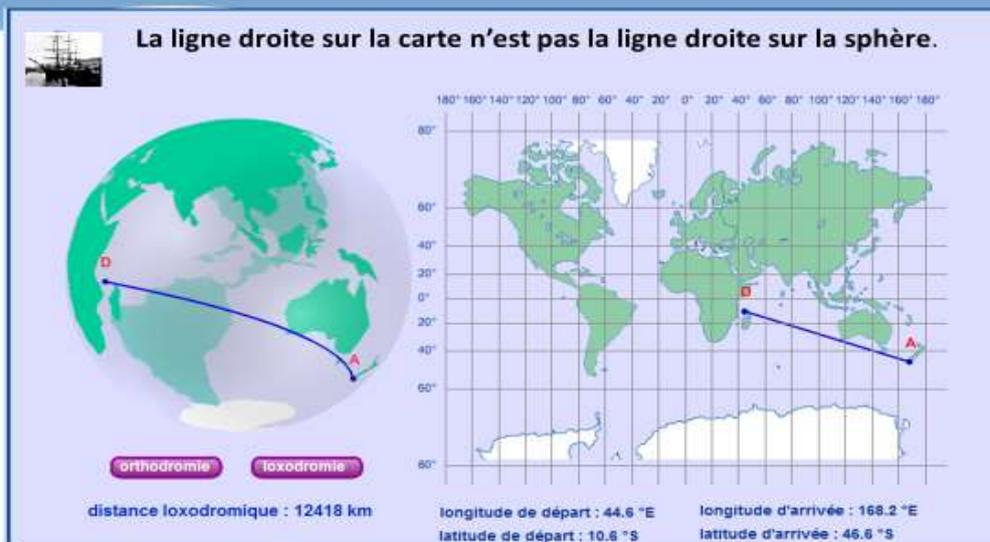 La ligne droite sur la carte n'est pas la ligne droite sur la sphère.
180° 160° 140° 120° 100° 80° 60° 40° 20° 0° 20° 40° 60° 80° 100° 120° 140° 160° 180°
80°
60°
40°
20°
0°
20°
40°
60°
80°
D
A
D
A
orthodromie loxodromie
distance loxodromique : 12418 km
longitude de départ : 44.6 °E
latitude de départ : 10.6 °S
longitude d'arrivée : 168.2 °E
latitude d'arrivée : 46.6 °S